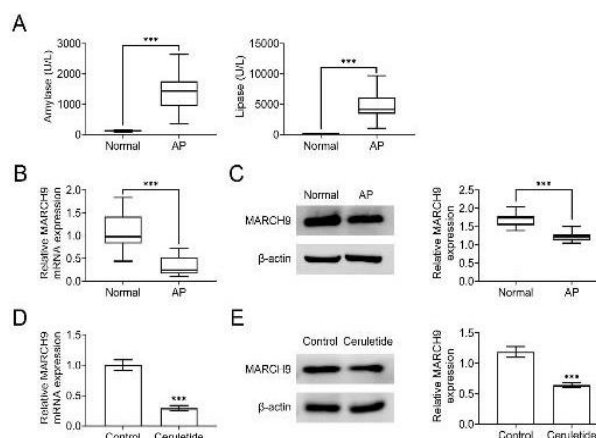 A
Amylase (U/L)
3000
2000
1000
0
***
Normal
AP
Lipase (U/L)
15000
10000
5000
0
***
Normal
AP
B
Relative MARCH9
mRNA expression
2.0
1.5
1.0
0.5
0.0
***
Normal
AP
C
Normal
AP
MARCH9
β-actin
Relative MARCH9
expression
2.5
2.0
1.5
1.0
0.5
0.0
***
Normal
AP
D
Relative MARCH9
mRNA expression
1.5
1.0
0.5
0.0
***
Control
Ceruletide
E
Control Ceruletide
MARCH9
β-actin
Relative MARCH9
expression
1.5
1.0
0.5
0.0
***
Control
Ceruletide